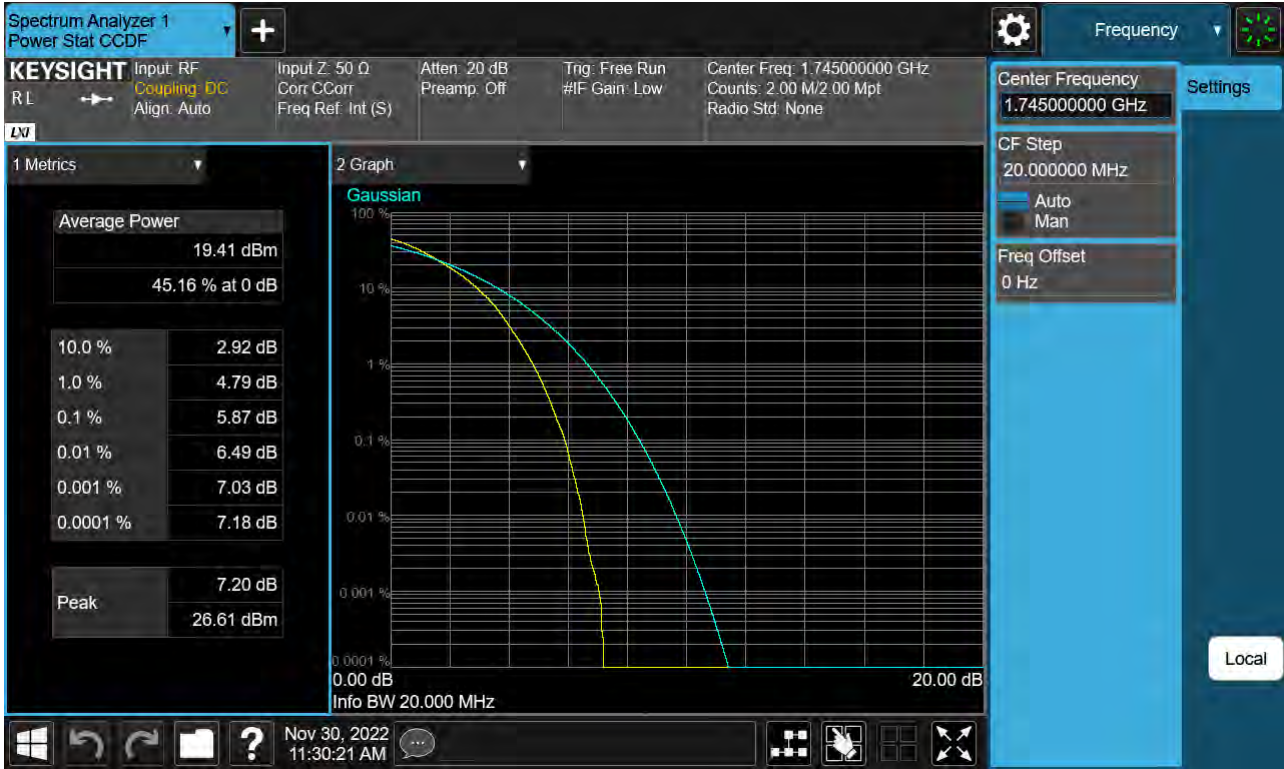 Spectrum Analyzer 1
Power Stat CCDF
Frequency
KEYSIGHT
R L
LXI
Input: RF
Coupling: DC
Align: Auto
Input Z: 50 Ω
Corr CCorr
Freq Ref: Int (S)
Atten: 20 dB
Preamp: Off
Trig: Free Run
#IF Gain: Low
Center Freq: 1.745000000 GHz
Counts: 2.00 M/2.00 Mpt
Radio Std: None
Center Frequency
1.745000000 GHz
Settings
CF Step
20.000000 MHz
Auto
Man
Freq Offset
0 Hz
Local
1 Metrics
Average Power
19.41 dBm
45.16 % at 0 dB
10.0 % 2.92 dB
1.0 % 4.79 dB
0.1 % 5.87 dB
0.01 % 6.49 dB
0.001 % 7.03 dB
0.0001 % 7.18 dB
Peak
7.20 dB
26.61 dBm
2 Graph
Gaussian
100 %
10 %
1 %
0.1 %
0.01 %
0.001 %
0.0001 %
0.00 dB 20.00 dB
Info BW 20.000 MHz
?
Nov 30, 2022
11:30:21 AM